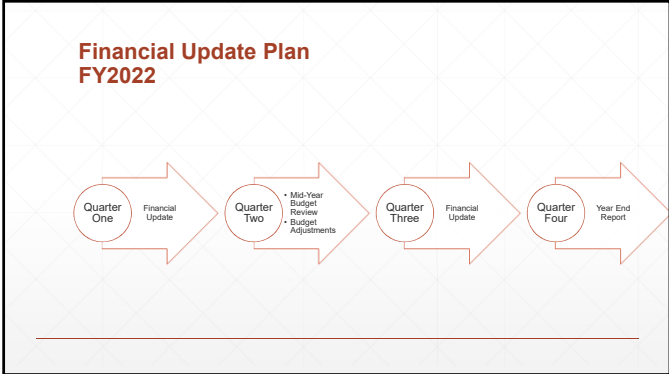 Financial Update Plan
FY2022
Quarter
One
Financial
Update
Quarter
Two
• Mid-Year
Budget
Review
• Budget
Adjustments
Quarter
Three
Financial
Update
Quarter
Four
Year End
Report